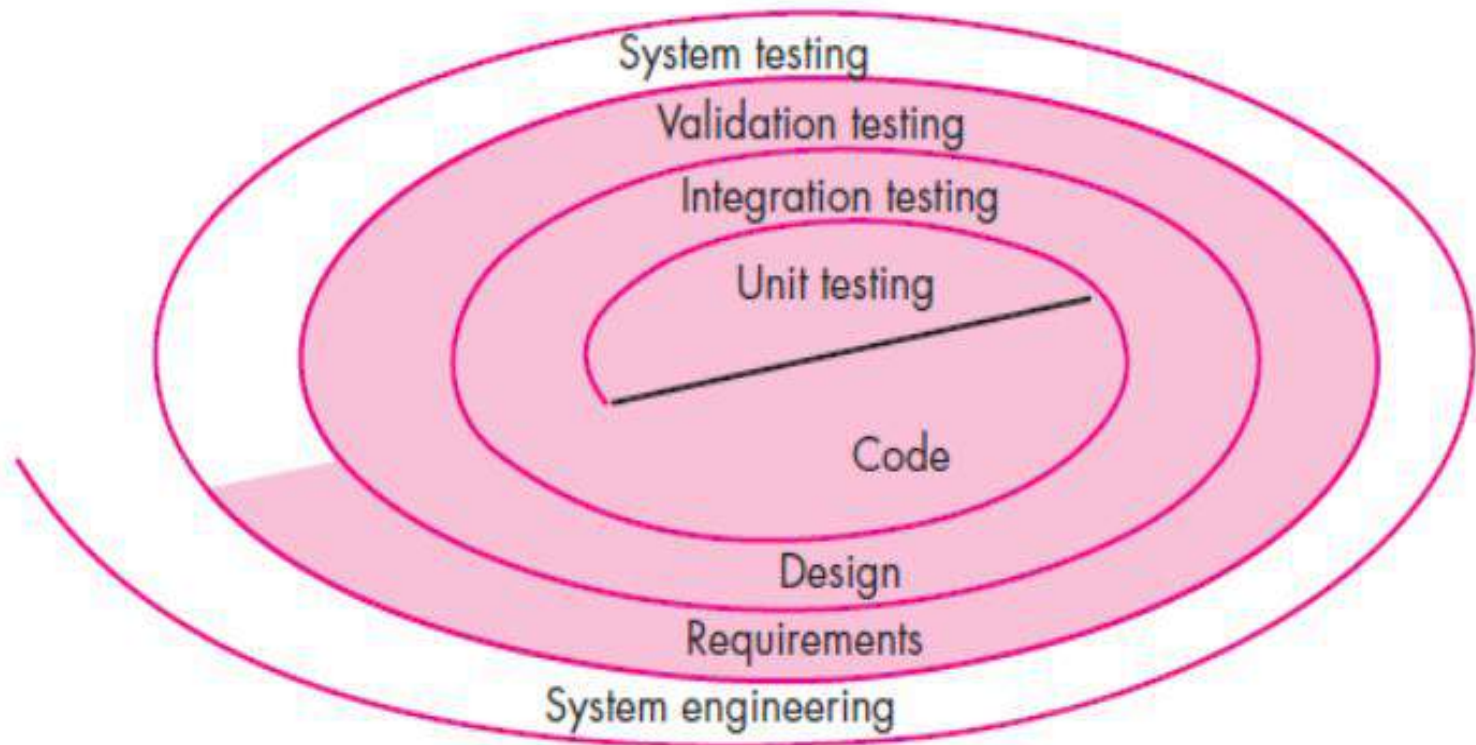 System testing
Validation testing
Integration testing
Unit testing
Code
Design
Requirements
System engineering